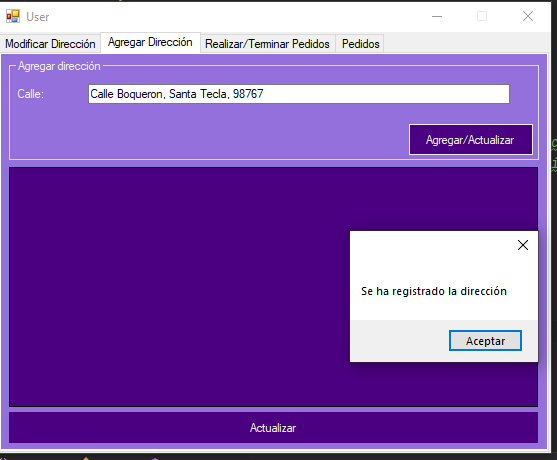 User
Modificar Dirección Agregar Dirección Realizar/Terminar Pedidos Pedidos
Agregar dirección
Calle: Calle Boqueron, Santa Tecla, 98767
Agregar/Actualizar
Se ha registrado la dirección
Aceptar
Actualizar